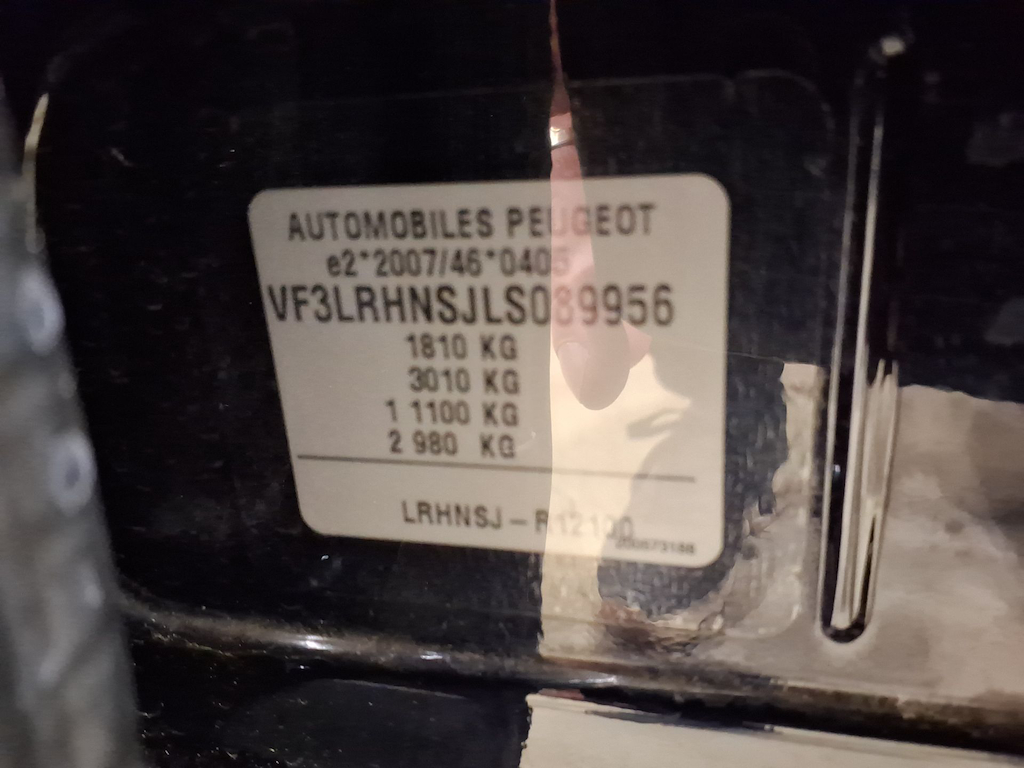 AUTOMOBILES PEUGEOT
e2*2007/46*0405
VF3LRHNSJLS089956
1810 KG
3010 KG
1 1100 KG
2 980 KG
LRHNSJ - R12100